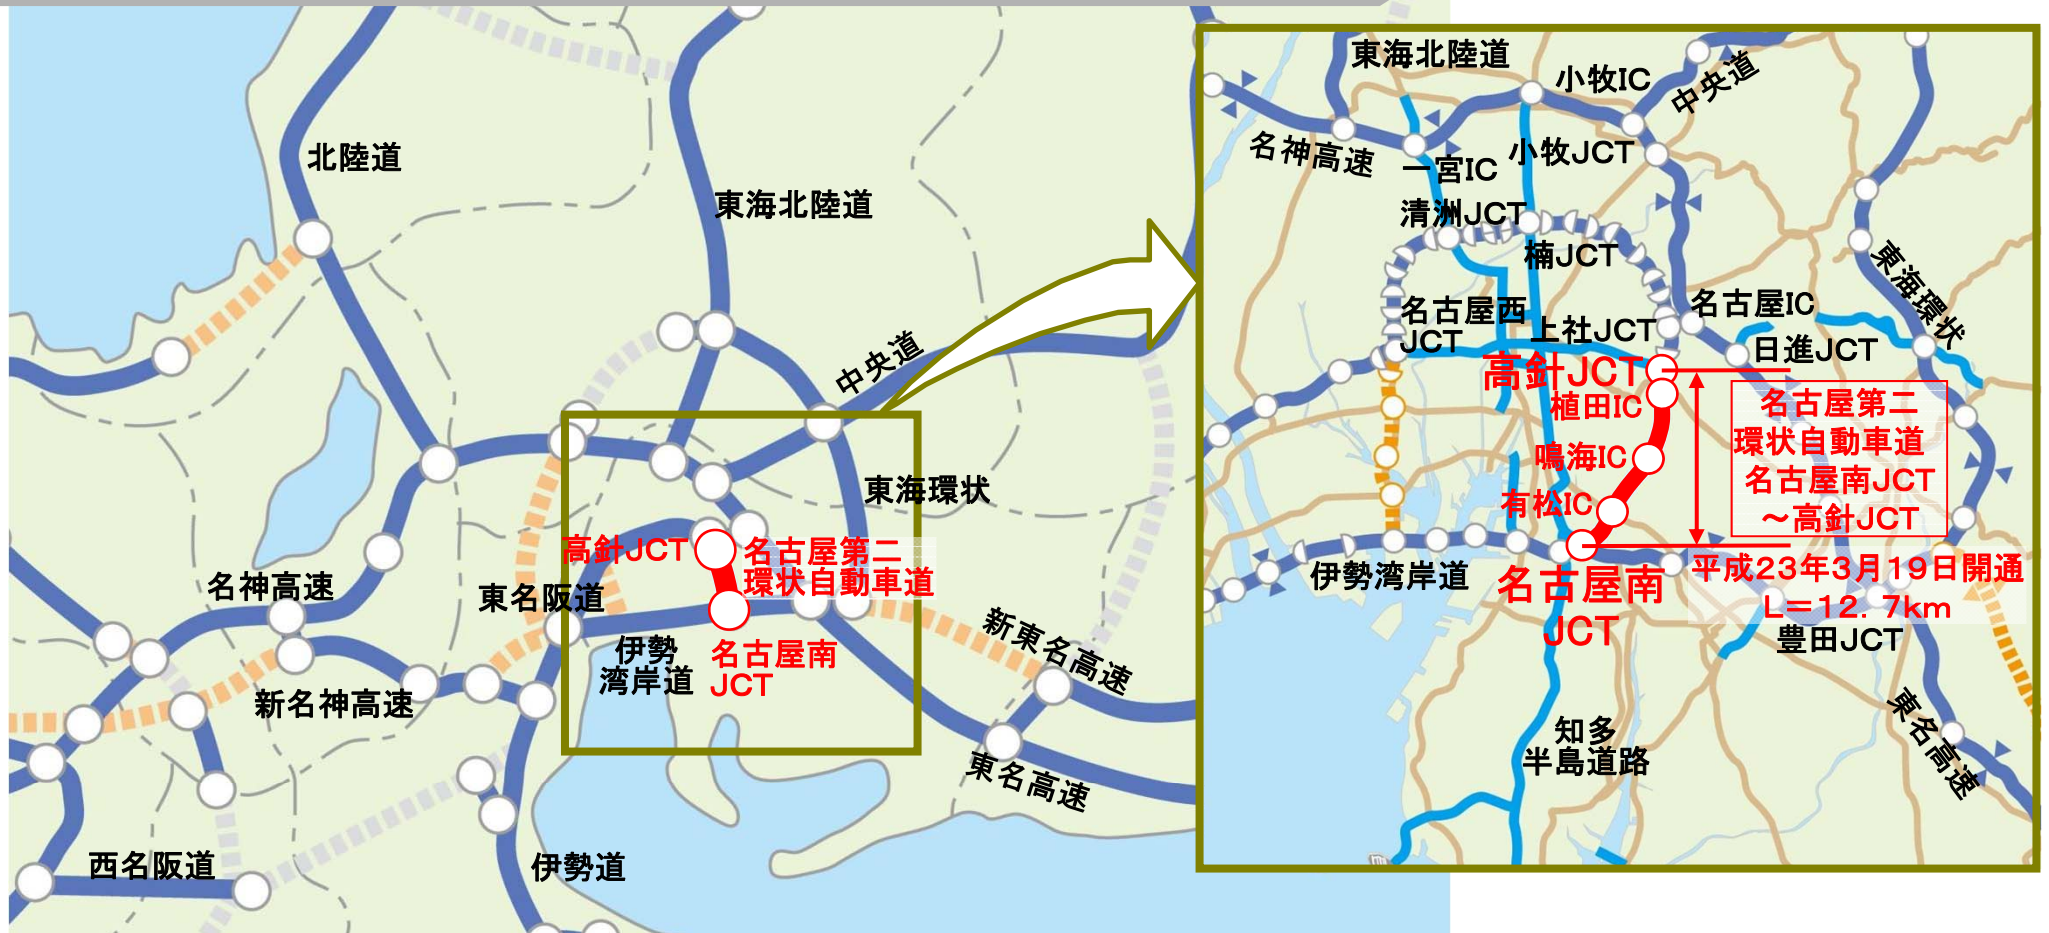 北陸道
東海北陸道
中央道
東海環状
高針JCT
名古屋第二
環状自動車道
名神高速
東名阪道
伊勢
湾岸道
名古屋南
JCT
新東名高速
新名神高速
東名高速
西名阪道
伊勢道
東海北陸道
小牧IC
中央道
名神高速
一宮IC
小牧JCT
清洲JCT
楠JCT
東海環状
名古屋西
JCT
名古屋IC
上社JCT
日進JCT
高針JCT
植田IC
鳴海IC
有松IC
名古屋第二
環状自動車道
名古屋南JCT
～高針JCT
伊勢湾岸道
名古屋南
JCT
平成23年3月19日開通
L=12.7km
豊田JCT
東名高速
知多
半島道路